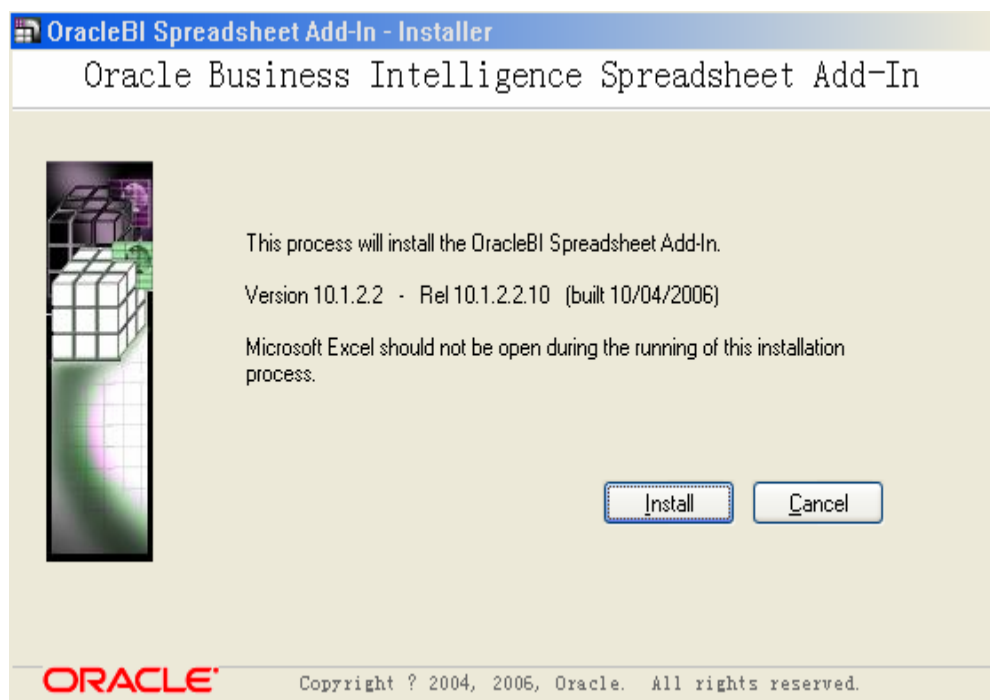 OracleBI Spreadsheet Add-In - Installer
Oracle Business Intelligence Spreadsheet Add-In
This process will install the OracleBI Spreadsheet Add-In.
Version 10.1.2.2 - Rel 10.1.2.2.10 (built 10/04/2006)
Microsoft Excel should not be open during the running of this installation
process.
Install Cancel
ORACLE Copyright ? 2004, 2006, Oracle. All rights reserved.